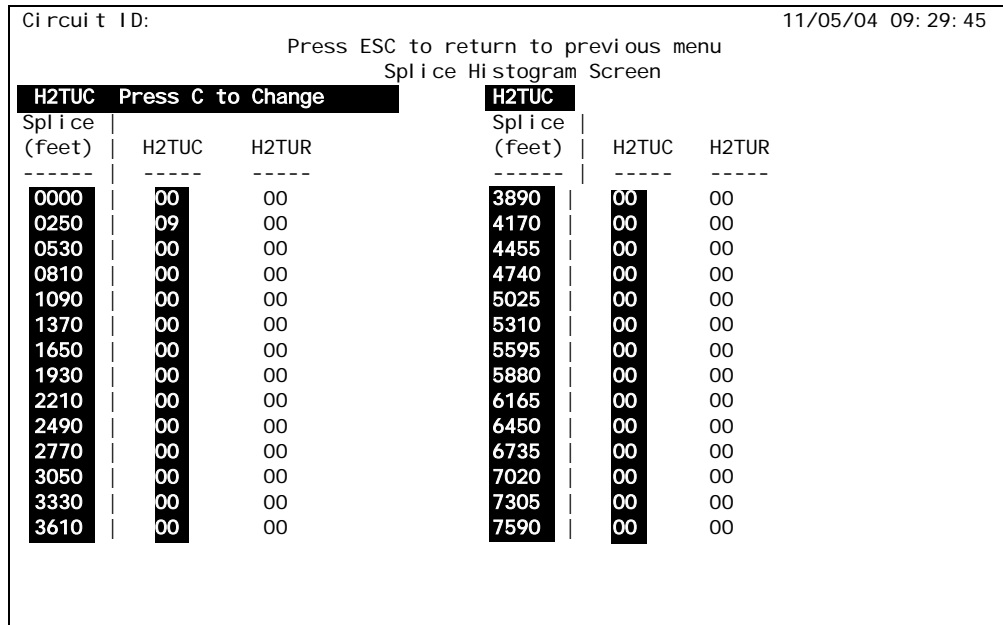 Circuit ID: 11/05/04 09:29:45
Press ESC to return to previous menu
Splice Histogram Screen
H2TUC Press C to Change H2TUC
Splice | Splice |
(feet) | H2TUC H2TUR (feet) | H2TUC H2TUR
------ | ----- ----- ------ | ----- -----
0000 | 00 00 3890 | 00 00
0250 | 09 00 4170 | 00 00
0530 | 00 00 4455 | 00 00
0810 | 00 00 4740 | 00 00
1090 | 00 00 5025 | 00 00
1370 | 00 00 5310 | 00 00
1650 | 00 00 5595 | 00 00
1930 | 00 00 5880 | 00 00
2210 | 00 00 6165 | 00 00
2490 | 00 00 6450 | 00 00
2770 | 00 00 6735 | 00 00
3050 | 00 00 7020 | 00 00
3330 | 00 00 7305 | 00 00
3610 | 00 00 7590 | 00 00